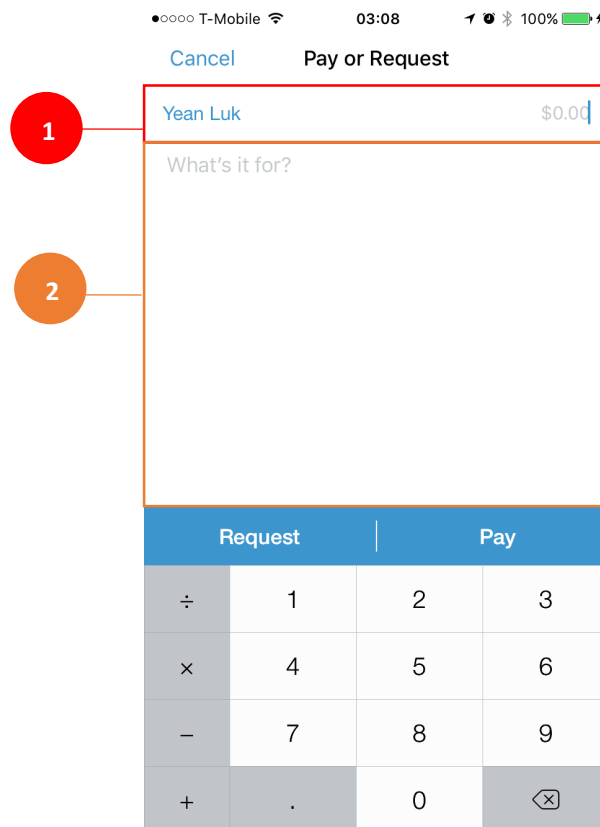 T-Mobile 03:08 100%
Cancel Pay or Request
1
Yean Luk $0.00
What's it for?
2
Request Pay
÷ 1 2 3
× 4 5 6
− 7 8 9
+ . 0